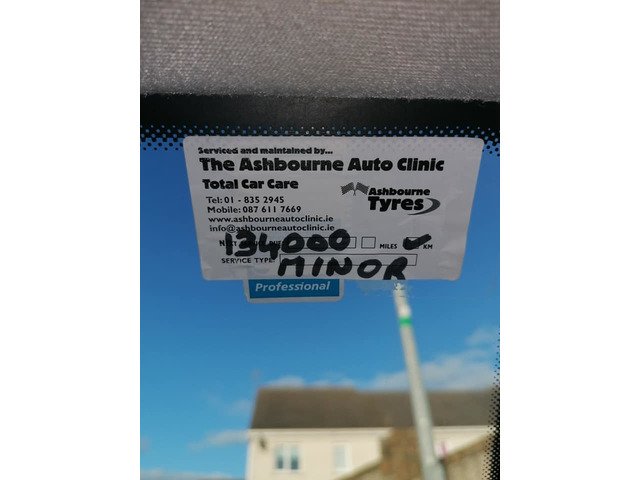 Serviced and maintained by...
The Ashbourne Auto Clinic
Total Car Care
Tel: 01 - 835 2945
Mobile: 087 611 7669
www.ashbourneautoclinic.ie
info@ashbourneautoclinic.ie
Ashbourne
Tyres
134000
MILES
KM
SERVICE TYPE:
MINOR
Professional